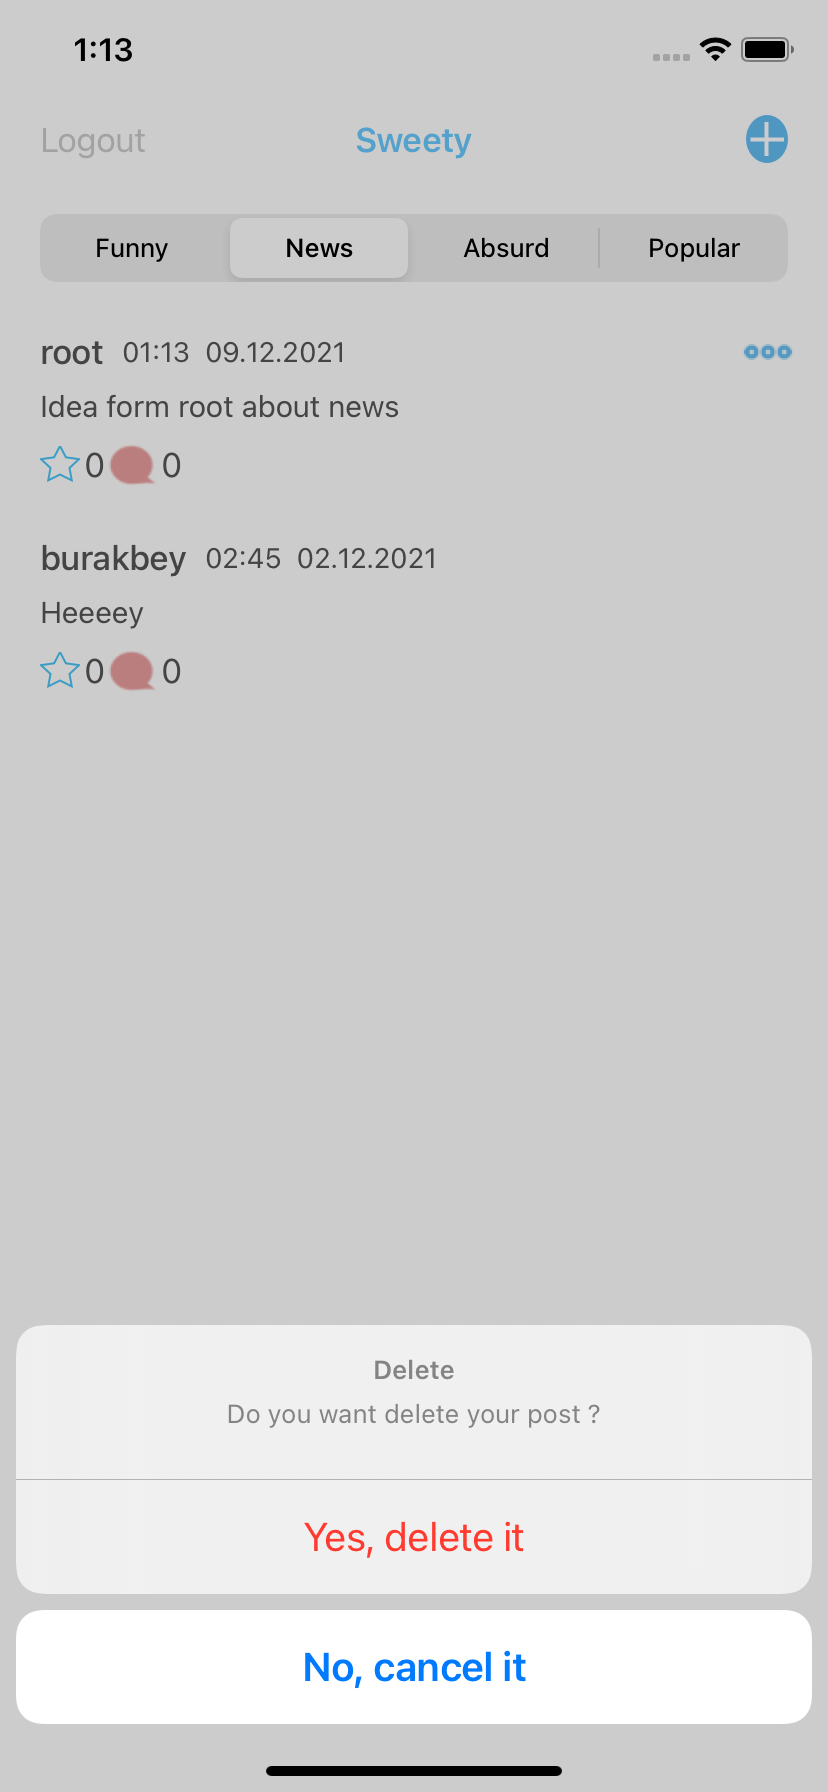 1:13
Logout Sweety
Funny News Absurd Popular
root 01:13 09.12.2021
Idea form root about news
0 0
burakbey 02:45 02.12.2021
Heeeey
0 0
Delete
Do you want delete your post ?
Yes, delete it
No, cancel it